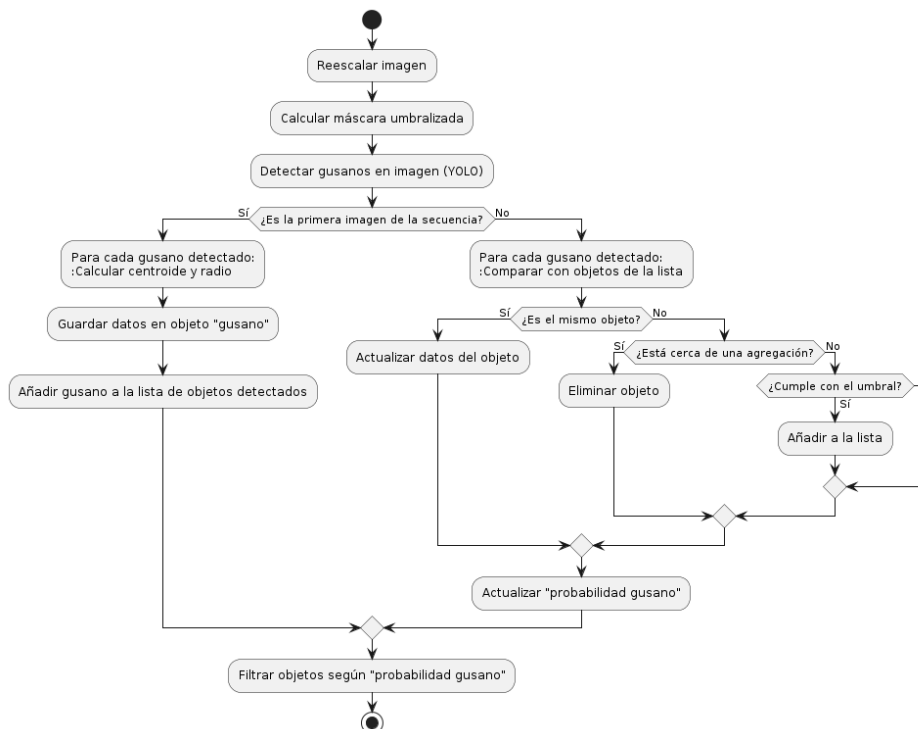 Reescalar imagen
Calcular máscara umbralizada
Detectar gusanos en imagen (YOLO)
Sí
¿Es la primera imagen de la secuencia?
No
Para cada gusano detectado:
:Calcular centroide y radio
Guardar datos en objeto "gusano"
Añadir gusano a la lista de objetos detectados
Para cada gusano detectado:
:Comparar con objetos de la lista
Sí
¿Es el mismo objeto?
No
Actualizar datos del objeto
Sí
¿Está cerca de una agregación?
No
Eliminar objeto
¿Cumple con el umbral?
Sí
Añadir a la lista
Actualizar "probabilidad gusano"
Filtrar objetos según "probabilidad gusano"